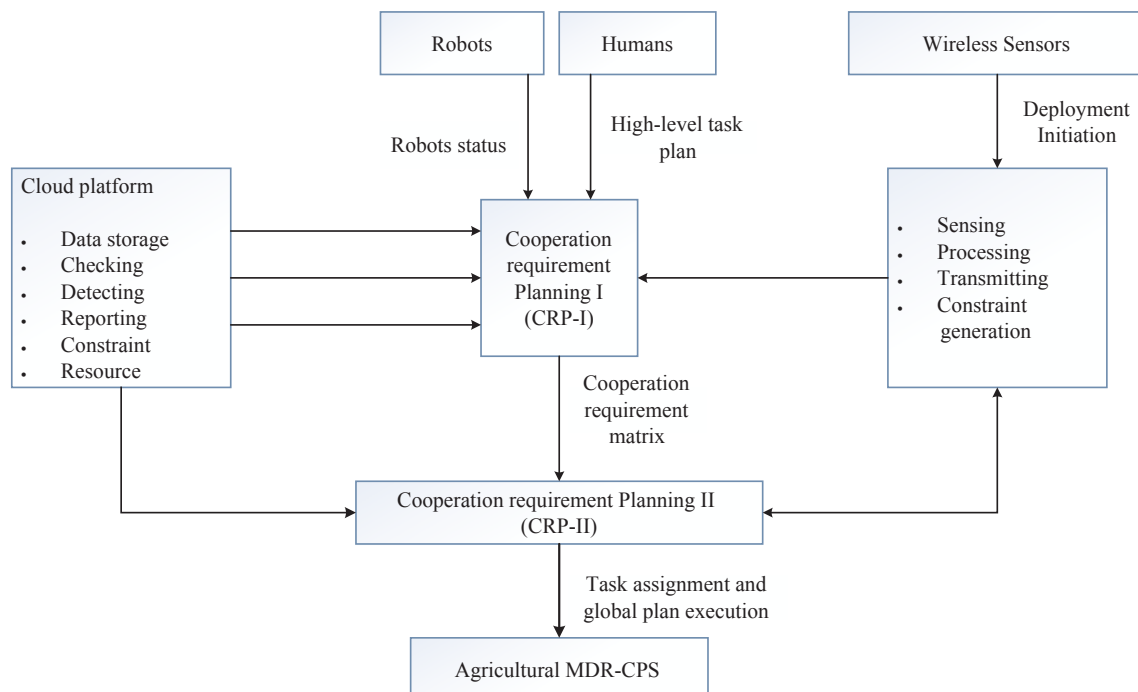 Robots
Humans
Wireless Sensors
Robots status
High-level task
plan
Deployment
Initiation
Cloud platform
• Data storage
• Checking
• Detecting
• Reporting
• Constraint
• Resource
Cooperation
requirement
Planning I
(CRP-I)
• Sensing
• Processing
• Transmitting
• Constraint
generation
Cooperation
requirement
matrix
Cooperation requirement Planning II
(CRP-II)
Task assignment and
global plan execution
Agricultural MDR-CPS